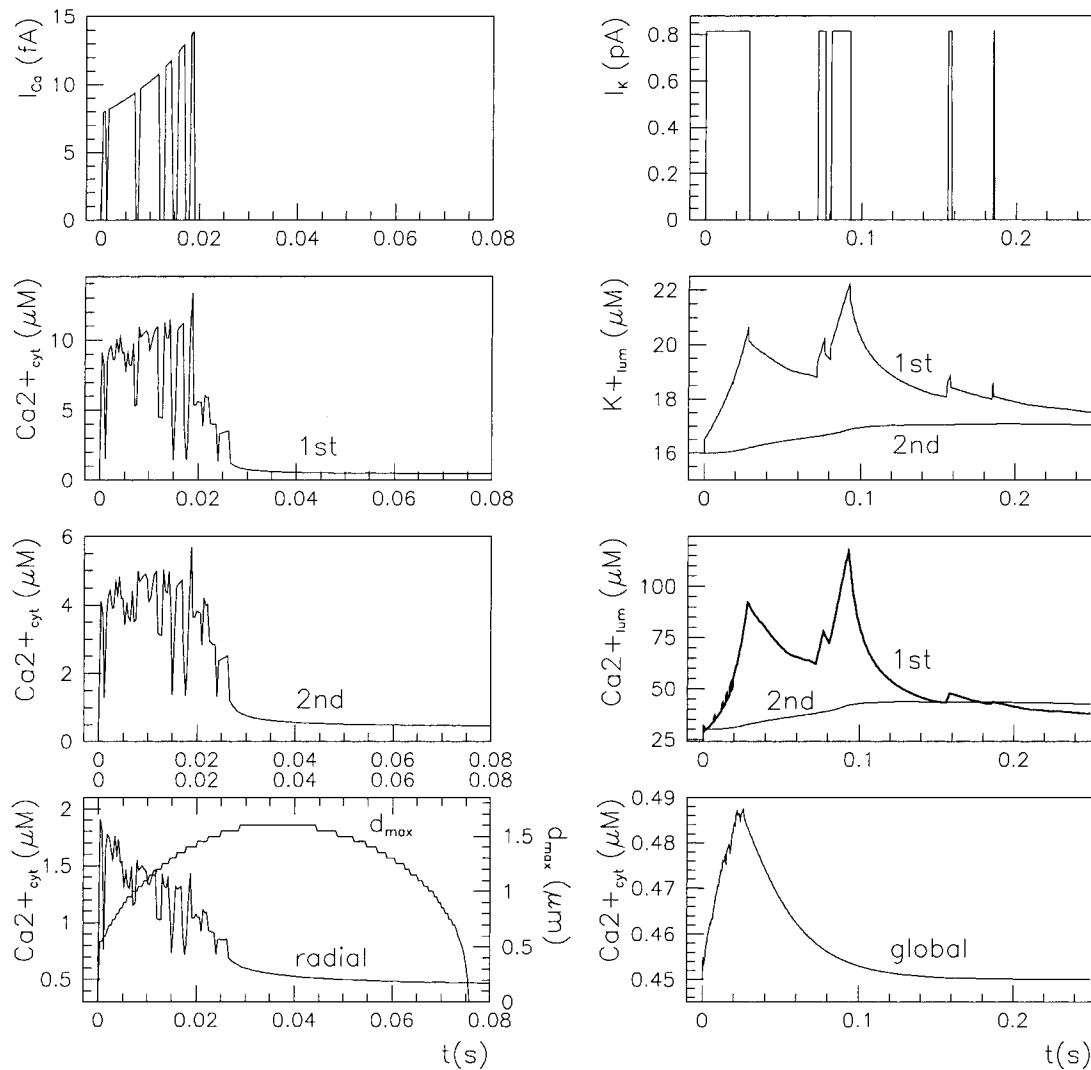 I_Ca (fA)
15
10
5
0
0 0.02 0.04 0.06 0.08
I_K (pA)
0.8
0.6
0.4
0.2
0
0 0.1 0.2
Ca2+_cyt (μM)
10
5
0
1st
0 0.02 0.04 0.06 0.08
K+_lum (μM)
22
20
18
16
1st
2nd
0 0.1 0.2
Ca2+_cyt (μM)
6
4
2
0
2nd
0 0.02 0.04 0.06 0.08
Ca2+_lum (μM)
100
75
50
25
1st
2nd
0 0.1 0.2
0 0.02 0.04 0.06 0.08
Ca2+_cyt (μM)
2
1.5
1
0.5
d_max
radial
1.5
1
0.5
0
d_max (μm)
0 0.02 0.04 0.06 0.08
t(s)
Ca2+_cyt (μM)
0.49
0.48
0.47
0.46
0.45
global
0 0.1 0.2
t(s)